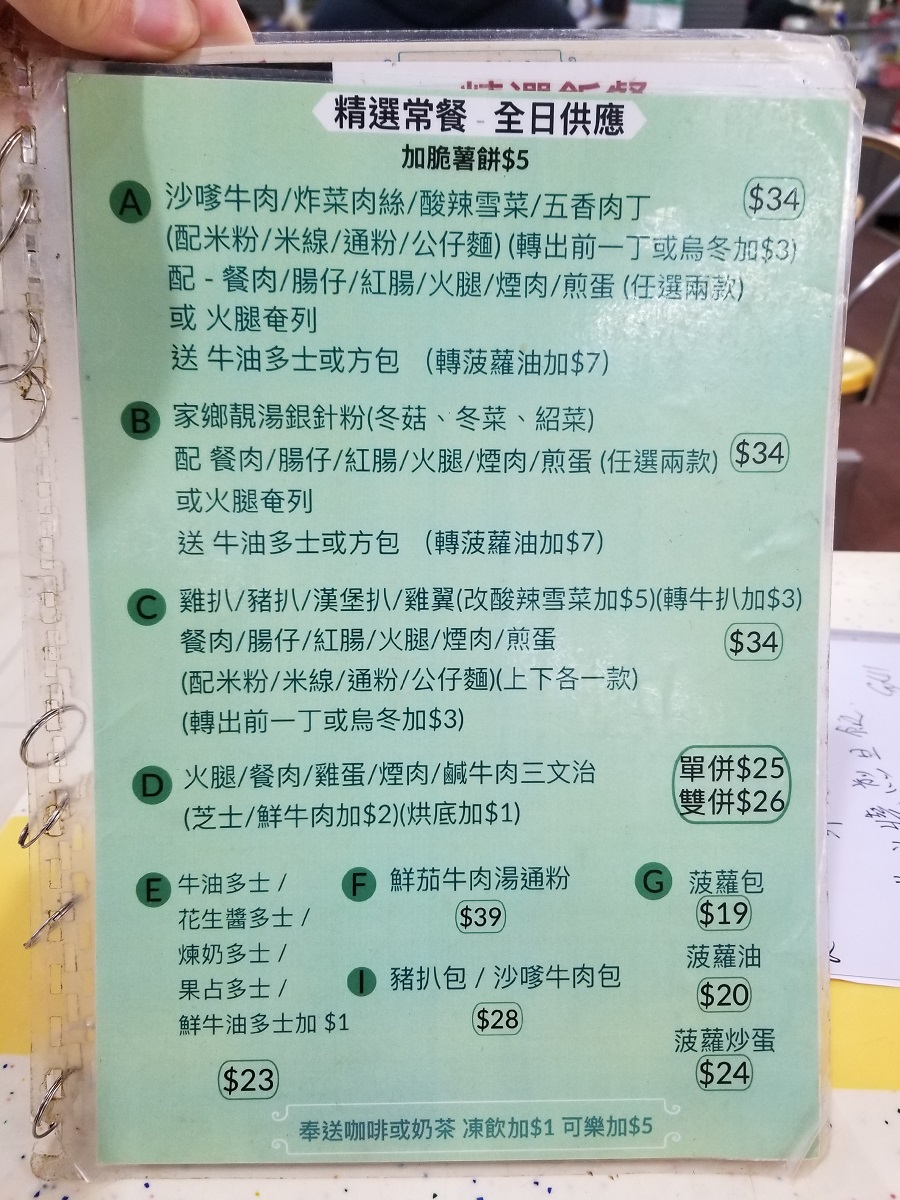 精選飯餐
精選常餐 - 全日供應
加脆薯餅$5
A 沙嗲牛肉/炸菜肉絲/酸辣雪菜/五香肉丁 $34
(配米粉/米線/通粉/公仔麵) (轉出前一丁或烏冬加$3)
配 - 餐肉/腸仔/紅腸/火腿/煙肉/煎蛋 (任選兩款)
或 火腿奄列
送 牛油多士或方包 (轉菠蘿油加$7)
B 家鄉靚湯銀針粉(冬菇、冬菜、紹菜)
配 餐肉/腸仔/紅腸/火腿/煙肉/煎蛋 (任選兩款) $34
或火腿奄列
送 牛油多士或方包 (轉菠蘿油加$7)
C 雞扒/豬扒/漢堡扒/雞翼(改酸辣雪菜加$5)(轉牛扒加$3)
餐肉/腸仔/紅腸/火腿/煙肉/煎蛋 $34
(配米粉/米線/通粉/公仔麵)(上下各一款)
(轉出前一丁或烏冬加$3)
D 火腿/餐肉/雞蛋/煙肉/鹹牛肉三文治 單併$25
(芝士/鮮牛肉加$2)(烘底加$1) 雙併$26
E 牛油多士 /
花生醬多士 /
煉奶多士 /
果占多士 /
鮮牛油多士加 $1
$23
F 鮮茄牛肉湯通粉
$39
I 豬扒包 / 沙嗲牛肉包
$28
G 菠蘿包
$19
菠蘿油
$20
菠蘿炒蛋
$24
奉送咖啡或奶茶 凍飲加$1 可樂加$5